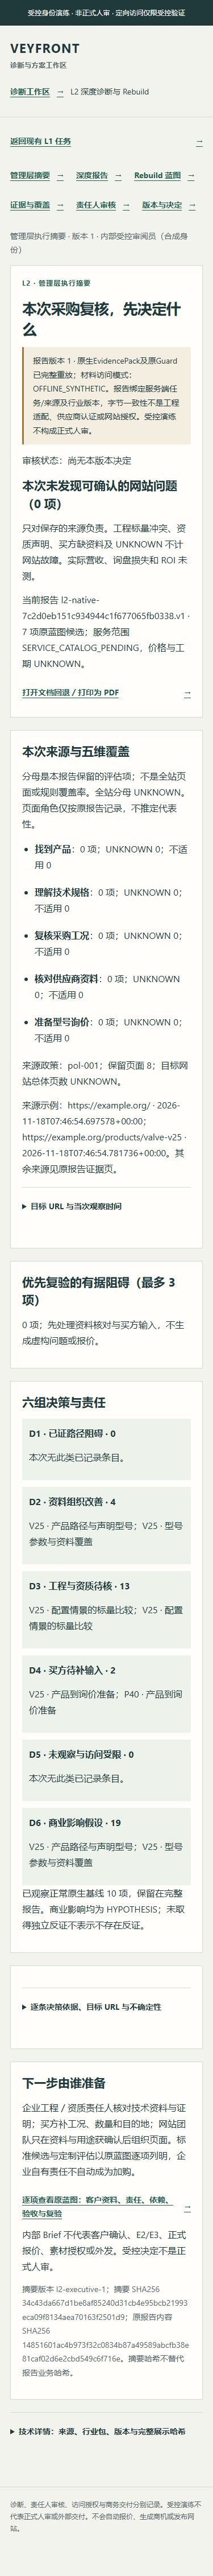 受控身份演练 · 非正式人审 · 定向访问仅限受控验证
VEYFRONT
诊断与方案工作区
诊断工作区 → L2 深度诊断与 Rebuild
返回现有 L1 任务 →
管理层摘要 → 深度报告 → Rebuild 蓝图 →
证据与覆盖 → 责任人审核 → 版本与决定 →
管理层执行摘要 · 版本 1 · 内部受控审阅员（合成身
份）
L2 · 管理层执行摘要
本次采购复核，先决定什
么
报告版本 1 · 原生EvidencePack及原Guard
已完整重放；材料访问模式：
OFFLINE_SYNTHETIC。报告绑定服务端任
务/来源及行业版本，字节一致性不是工程
适配、供应商认证或网站授权。受控演练
不构成正式人审。
审核状态：尚无本版本决定
本次未发现可确认的网站问题
（0 项）
只对保存的来源负责。工程标量冲突、资
质声明、买方缺资料及 UNKNOWN 不计
网站故障。实际营收、询盘损失和 ROI 未
测。
当前报告 l2-native-
7c2d0eb151c934944c1f677065fb0338.v1 ·
7 项原蓝图候选；服务范围
SERVICE_CATALOG_PENDING，价格与工
期 UNKNOWN。
打开文档回退 / 打印为 PDF →
本次来源与五维覆盖
分母是本报告保留的评估项；不是全站页
面或规则覆盖率。全站分母 UNKNOWN。
页面角色仅按原报告记录，不推定代表
性。
• 找到产品：0 项；UNKNOWN 0；不适
用 0
• 理解技术规格：0 项；UNKNOWN 0；
不适用 0
• 复核采购工况：0 项；UNKNOWN 0；
不适用 0
• 核对供应商资料：0 项；UNKNOWN
0；不适用 0
• 准备型号询价：0 项；UNKNOWN 0；
不适用 0
来源政策：pol-001；保留页面 8；目标网
站总体页数 UNKNOWN。
来源示例：https://example.org/ · 2026-
11-18T07:46:54.697578+00:00；
https://example.org/products/valve-v25 ·
2026-11-18T07:46:54.781736+00:00。其
余来源见原报告证据页。
▶ 目标 URL 与当次观察时间
优先复验的有据阻碍（最多 3
项）
0 项；先处理资料核对与买方输入，不生
成虚构问题或报价。
六组决策与责任
D1 · 已证路径阻碍 · 0
本次无此类已记录条目。
D2 · 资料组织改善 · 4
V25 · 产品路径与声明型号；V25 · 型号
参数与资料覆盖
D3 · 工程与资质待核 · 13
V25 · 配置情景的标量比较；V25 · 配置
情景的标量比较
D4 · 买方待补输入 · 2
V25 · 产品到询价准备；P40 · 产品到询
价准备
D5 · 未观察与访问受限 · 0
本次无此类已记录条目。
D6 · 商业影响假设 · 19
V25 · 产品路径与声明型号；V25 · 型号
参数与资料覆盖
已观察正常原生基线 10 项，保留在完整
报告。商业影响均为 HYPOTHESIS；未取
得独立反证不表示不存在反证。
▶ 逐条决策依据、目标 URL 与不确定性
下一步由谁准备
企业工程 / 资质责任人核对技术资料与证
明；买方补工况、数量和目的地；网站团
队只在资料与用途获确认后组织页面。标
准候选与定制评估以原蓝图逐项列明，企
业自有责任不自动成为加购。
逐项查看原蓝图：客户资料、责任、依赖、
验收与复验 →
内部 Brief 不代表客户确认、E2/E3、正式
报价、素材授权或外发。受控决定不是正
式人审。
摘要版本 l2-executive-1；摘要 SHA256
34c43da667d1be8af85240d31cb4e95bcb21993
eca09f8134aea70163f2501d9；原报告内容
SHA256
14851601ac4b973f32c0834b87a49589abcfb38e
81caf02d6e2cbd549c6f716e。摘要哈希不替代
报告业务哈希。
▶ 技术详情：来源、行业包、版本与完整展示哈希
诊断、责任人审核、访问授权与商务交付分别记录。受控演练不
代表正式人审或外部交付。不会自动报价、生成商机或发布网
站。